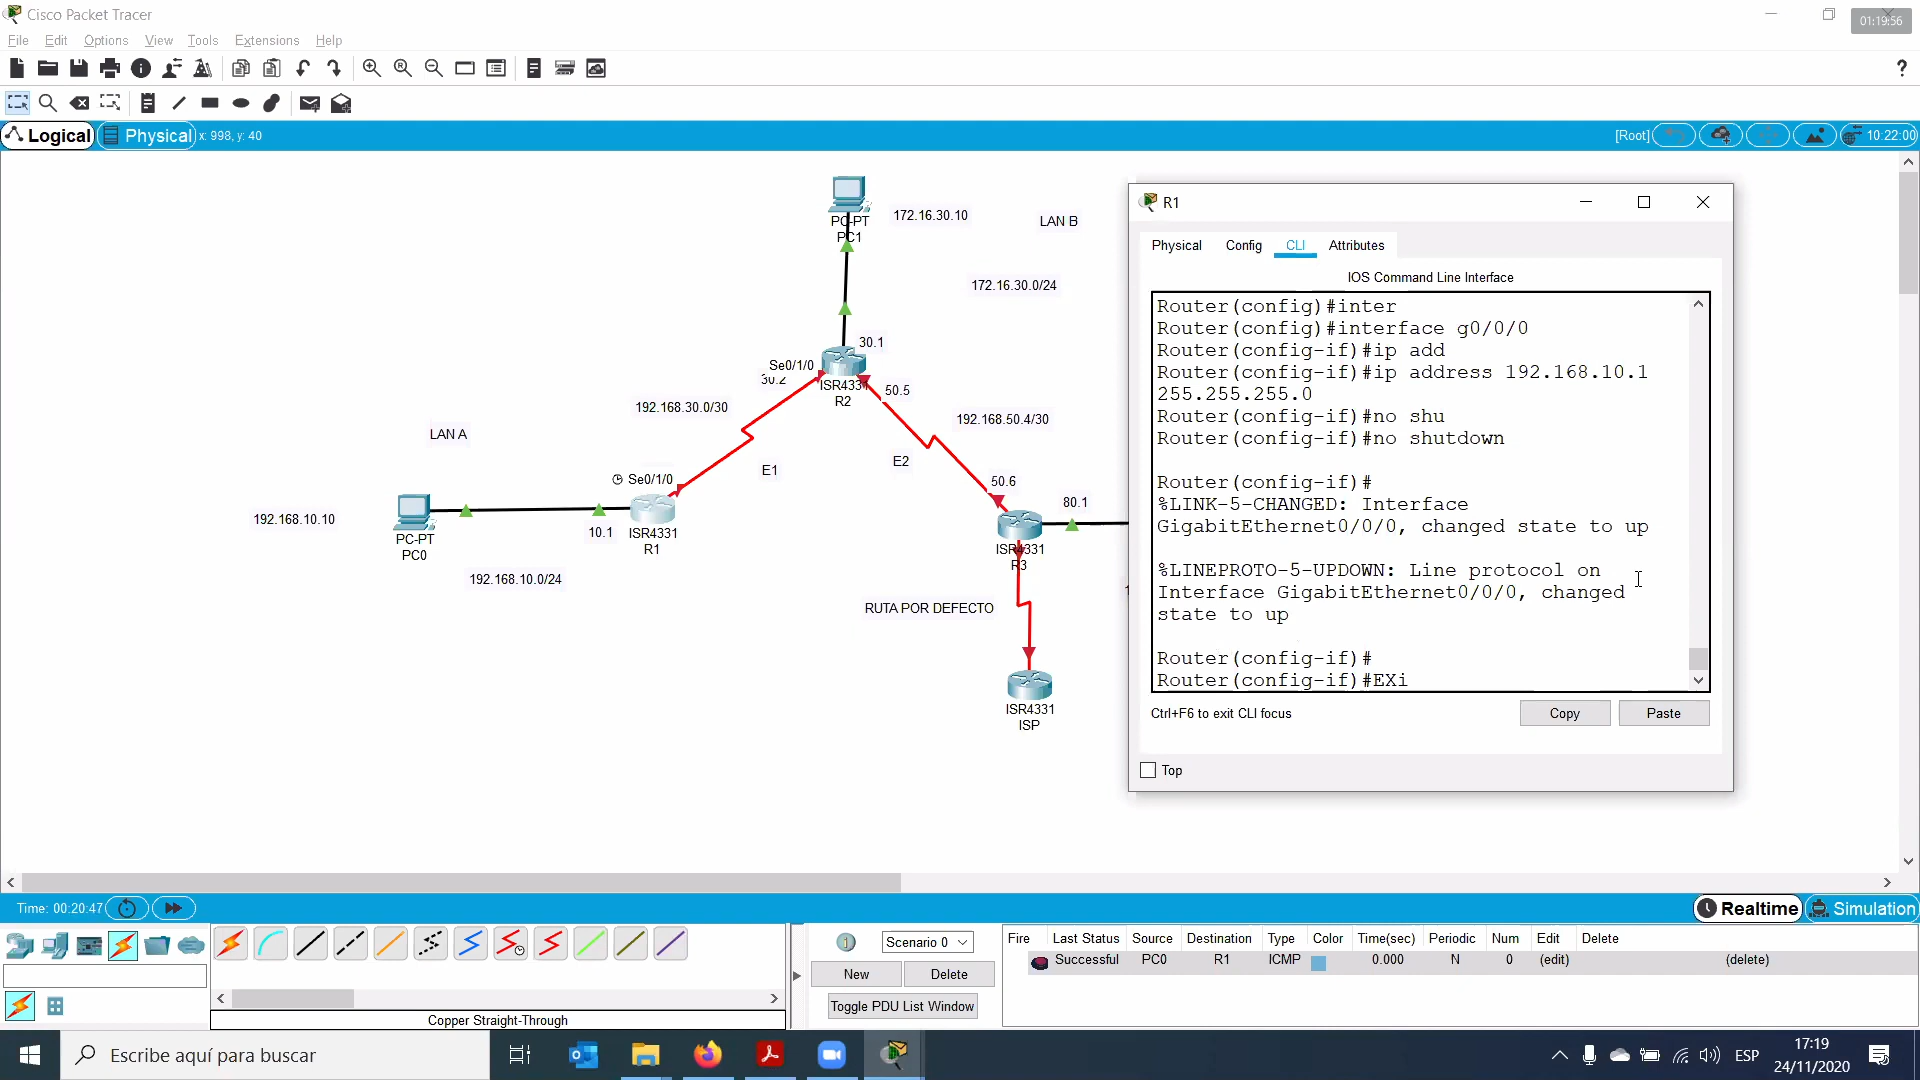 Cisco Packet Tracer
01:19:56
File Edit Options View Tools Extensions Help
?
Logical Physical x: 998, y: 40
[Root] 10:22:00
PC-PT
PC1
172.16.30.10
LAN B
172.16.30.0/24
30.1
Se0/1/0
30.2
ISR4331
R2
50.5
192.168.30.0/30
192.168.50.4/30
LAN A
E1
E2
Se0/1/0
50.6
80.1
192.168.10.10
PC-PT
PC0
10.1
ISR4331
R1
ISR4331
R3
192.168.10.0/24
RUTA POR DEFECTO
ISR4331
ISP
R1
Physical Config CLI Attributes
IOS Command Line Interface
Router(config)#inter
Router(config)#interface g0/0/0
Router(config-if)#ip add
Router(config-if)#ip address 192.168.10.1
255.255.255.0
Router(config-if)#no shu
Router(config-if)#no shutdown
Router(config-if)#
%LINK-5-CHANGED: Interface
GigabitEthernet0/0/0, changed state to up
%LINEPROTO-5-UPDOWN: Line protocol on
Interface GigabitEthernet0/0/0, changed
state to up
Router(config-if)#
Router(config-if)#EXi
Ctrl+F6 to exit CLI focus
Copy Paste
Top
Time: 00:20:47
Realtime Simulation
Scenario 0
New Delete
Toggle PDU List Window
Fire Last Status Source Destination Type Color Time(sec) Periodic Num Edit Delete
Successful PC0 R1 ICMP 0.000 N 0 (edit) (delete)
Copper Straight-Through
Escribe aquí para buscar
ESP
17:19
24/11/2020